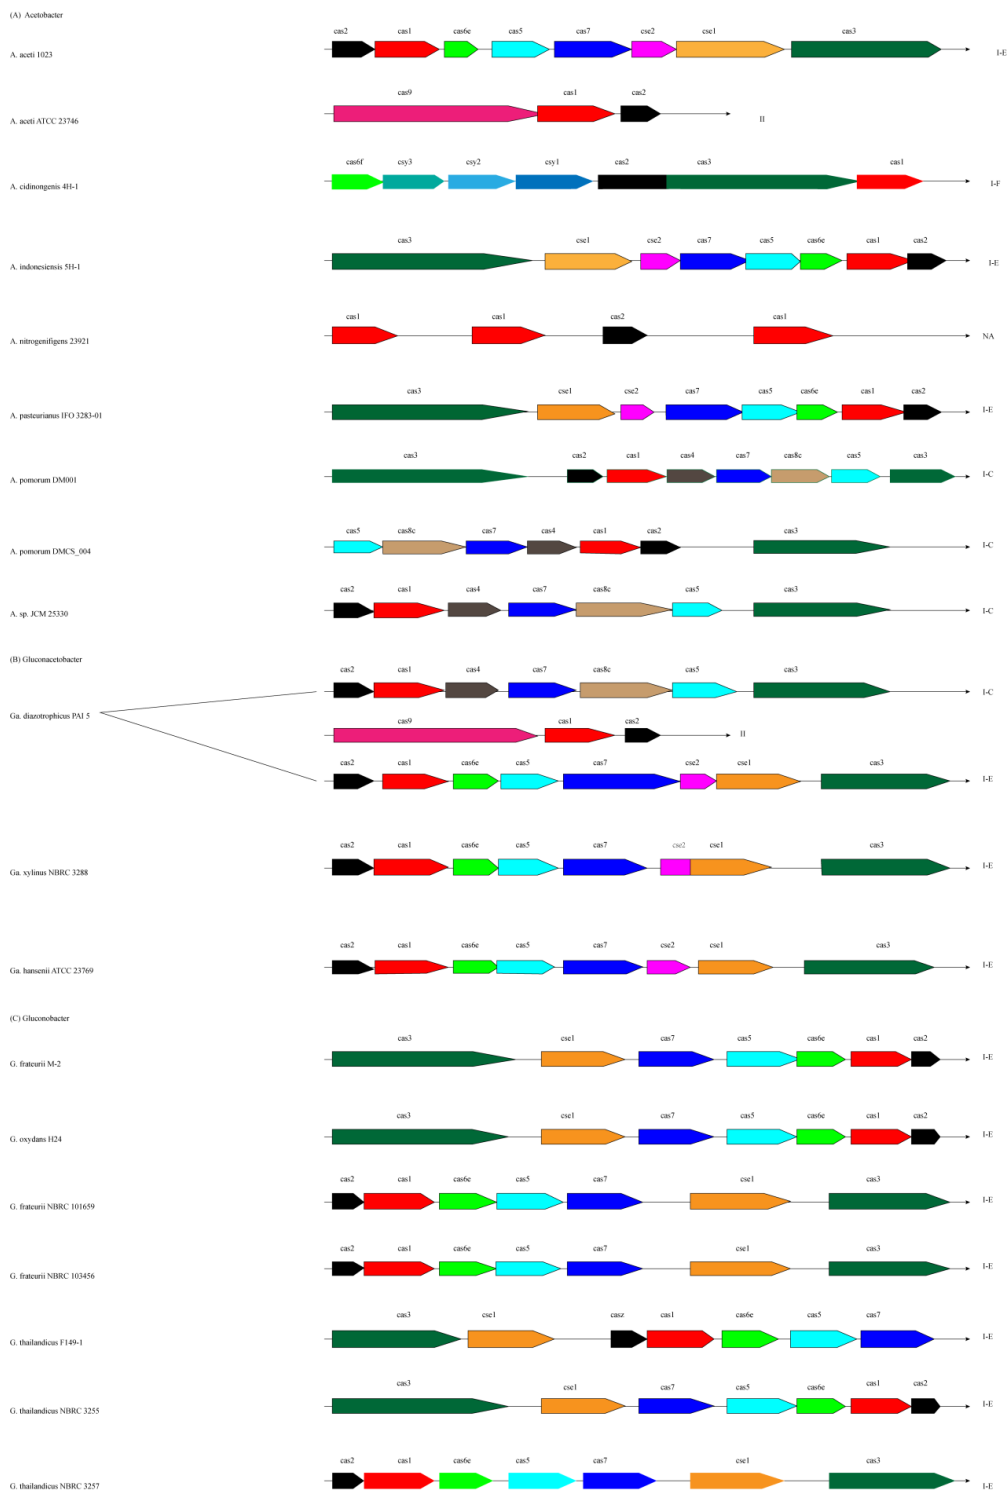 (A) Acetobacter
cas2 cas1 cas6e cas5 cas7 cse2 cse1 cas3
A. aceti 1023 I-E
cas9 cas1 cas2
A. aceti ATCC 23746 II
cas6f csy3 csy2 csy1 cas2 cas3 cas1
A. cidinongenis 4H-1 I-F
cas3 cse1 cse2 cas7 cas5 cas6e cas1 cas2
A. indonesiensis 5H-1 I-E
cas1 cas1 cas2 cas1
A. nitrogenifigens 23921 NA
cas3 cse1 cse2 cas7 cas5 cas6e cas1 cas2
A. pasteurianus IFO 3283-01 I-E
cas3 cas2 cas1 cas4 cas7 cas8c cas5 cas3
A. pomorum DM001 I-C
cas5 cas8c cas7 cas4 cas1 cas2 cas3
A. pomorum DMCS_004 I-C
cas2 cas1 cas4 cas7 cas8c cas5 cas3
A. sp. JCM 25330 I-C
(B) Gluconacetobacter
cas2 cas1 cas4 cas7 cas8c cas5 cas3
I-C
Ga. diazotrophicus PAI 5
cas9 cas1 cas2
II
cas2 cas1 cas6e cas5 cas7 cse2 cse1 cas3
I-E
cas2 cas1 cas6e cas5 cas7 cse2 cse1 cas3
Ga. xylinus NBRC 3288 I-E
cas2 cas1 cas6e cas5 cas7 cse2 cse1 cas3
Ga. hansenii ATCC 23769 I-E
(C) Gluconobacter
cas3 cse1 cas7 cas5 cas6e cas1 cas2
G. frateurii M-2 I-E
cas3 cse1 cas7 cas5 cas6e cas1 cas2
G. oxydans H24 I-E
cas2 cas1 cas6e cas5 cas7 cse1 cas3
G. frateurii NBRC 101659 I-E
cas2 cas1 cas6e cas5 cas7 cse1 cas3
G. frateurii NBRC 103456 I-E
cas3 cse1 casz cas1 cas6e cas5 cas7
G. thailandicus F149-1 I-E
cas3 cse1 cas7 cas5 cas6e cas1 cas2
G. thailandicus NBRC 3255 I-E
cas2 cas1 cas6e cas5 cas7 cse1 cas3
G. thailandicus NBRC 3257 I-E